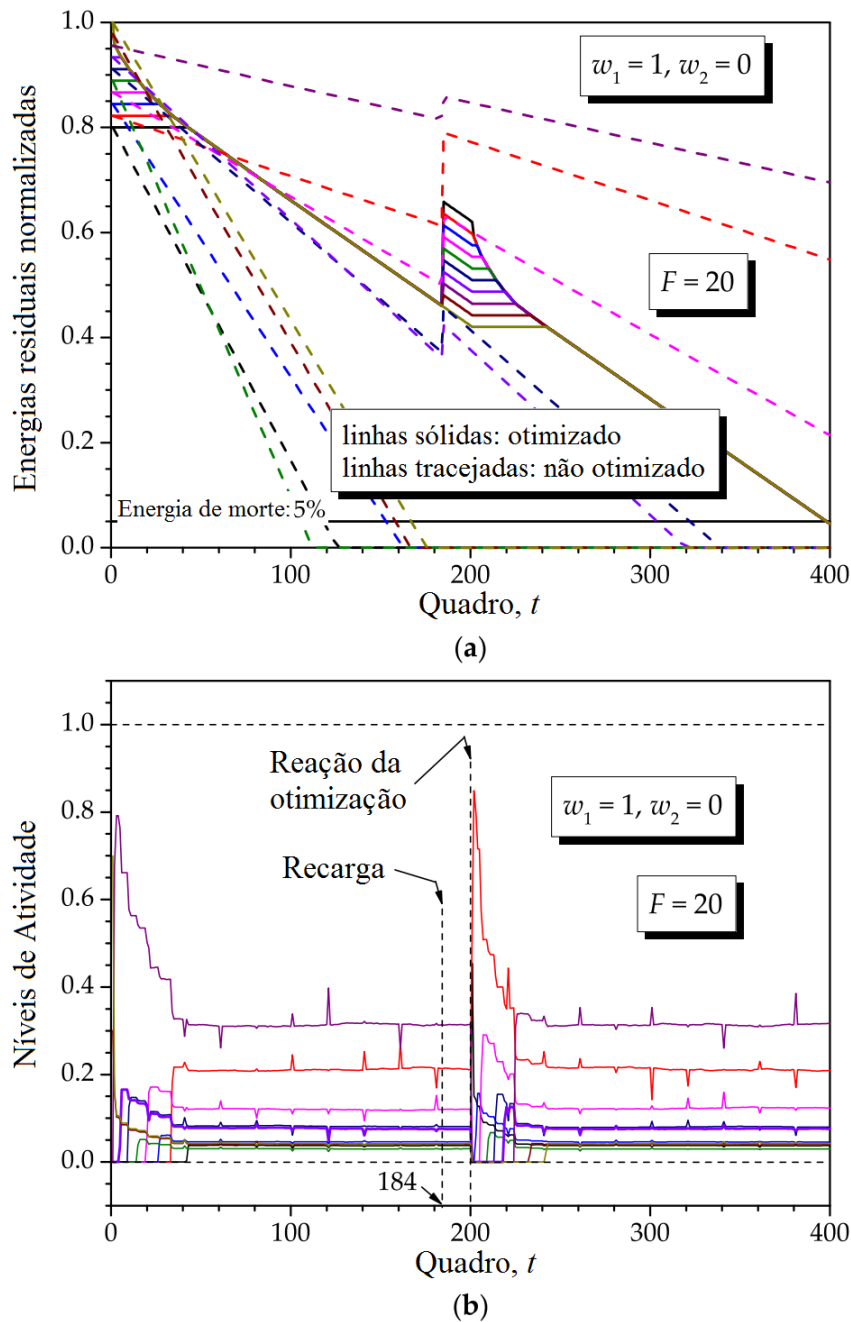 1.0
0.8
0.6
0.4
0.2
0.0
Energias residuais normalizadas
w₁ = 1, w₂ = 0
F = 20
linhas sólidas: otimizado
linhas tracejadas: não otimizado
Energia de morte: 5%
0 100 200 300 400
Quadro, t
(a)
1.0
0.8
0.6
0.4
0.2
0.0
Níveis de Atividade
Reação da
otimização
Recarga
w₁ = 1, w₂ = 0
F = 20
184
0 100 200 300 400
Quadro, t
(b)